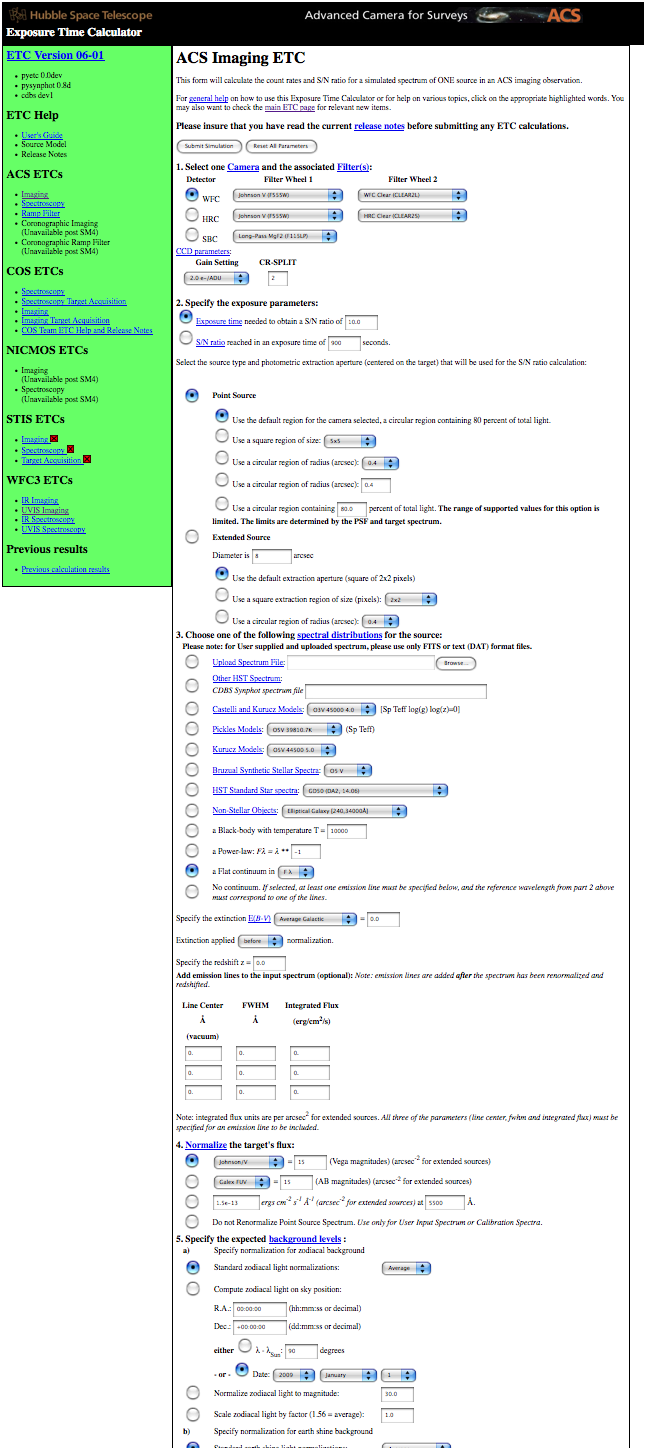 Hubble Space Telescope
Advanced Camera for Surveys
ACS
Exposure Time Calculator
ETC Version 06-01
• pyetc 0.0dev
• pysynphot 0.8d
• cdbs dev1
ETC Help
• User's Guide
• Source Model
• Release Notes
ACS ETCs
• Imaging
• Spectroscopy
• Ramp Filter
• Coronographic Imaging
(Unavailable post SM4)
• Coronographic Ramp Filter
(Unavailable post SM4)
COS ETCs
• Spectroscopy
• Spectroscopy Target Acquisition
• Imaging
• Imaging Target Acquisition
• COS Team ETC Help and Release Notes
NICMOS ETCs
• Imaging
(Unavailable post SM4)
• Spectroscopy
(Unavailable post SM4)
STIS ETCs
• Imaging
• Spectroscopy
• Target Acquisition
WFC3 ETCs
• IR Imaging
• UVIS Imaging
• IR Spectroscopy
• UVIS Spectroscopy
Previous results
• Previous calculation results
ACS Imaging ETC
This form will calculate the count rates and S/N ratio for a simulated spectrum of ONE source in an ACS imaging observation.
For general help on how to use this Exposure Time Calculator or for help on various topics, click on the appropriate highlighted words. You
may also want to check the main ETC page for relevant new items.
Please insure that you have read the current release notes before submitting any ETC calculations.
Submit Simulation Reset All Parameters
1. Select one Camera and the associated Filter(s):
Detector Filter Wheel 1 Filter Wheel 2
WFC Johnson V (F555W) WFC Clear (CLEAR2L)
HRC Johnson V (F555W) HRC Clear (CLEAR2S)
SBC Long-Pass MgF2 (F115LP)
CCD parameters:
Gain Setting CR-SPLIT
2.0 e-/ADU 2
2. Specify the exposure parameters:
Exposure time needed to obtain a S/N ratio of 10.0
S/N ratio reached in an exposure time of 900 seconds.
Select the source type and photometric extraction aperture (centered on the target) that will be used for the S/N ratio calculation:
Point Source
Use the default region for the camera selected, a circular region containing 80 percent of total light.
Use a square region of size: 5x5
Use a circular region of radius (arcsec): 0.4
Use a circular region of radius (arcsec): 0.4
Use a circular region containing 80.0 percent of total light. The range of supported values for this option is
limited. The limits are determined by the PSF and target spectrum.
Extended Source
Diameter is 8 arcsec
Use the default extraction aperture (square of 2x2 pixels)
Use a square extraction region of size (pixels): 2x2
Use a circular region of radius (arcsec): 0.4
3. Choose one of the following spectral distributions for the source:
Please note: for User supplied and uploaded spectrum, please use only FITS or text (DAT) format files.
Upload Spectrum File: Browse...
Other HST Spectrum:
CDBS Synphot spectrum file
Castelli and Kurucz Models: O3V 45000 4.0 [Sp Teff log(g) log(z)=0]
Pickles Models: O5V 39810.7K (Sp Teff)
Kurucz Models: O5V 44500 5.0
Bruzual Synthetic Stellar Spectra: O5 V
HST Standard Star spectra: GD50 (DA2, 14.06)
Non-Stellar Objects: Elliptical Galaxy [240,34000Å]
a Black-body with temperature T = 10000
a Power-law: Fλ = λ ** -1
a Flat continuum in F λ
No continuum. If selected, at least one emission line must be specified below, and the reference wavelength from part 2 above
must correspond to one of the lines.
Specify the extinction E(B-V) Average Galactic = 0.0
Extinction applied before normalization.
Specify the redshift z = 0.0
Add emission lines to the input spectrum (optional): Note: emission lines are added after the spectrum has been renormalized and
redshifted.
Line Center FWHM Integrated Flux
Å Å (erg/cm²/s)
(vacuum)
0. 0. 0.
0. 0. 0.
0. 0. 0.
Note: integrated flux units are per arcsec² for extended sources. All three of the parameters (line center, fwhm and integrated flux) must be
specified for an emission line to be included.
4. Normalize the target's flux:
Johnson/V = 15 (Vega magnitudes) (arcsec⁻² for extended sources)
Galex FUV = 15 (AB magnitudes) (arcsec⁻² for extended sources)
1.5e-13 ergs cm⁻² s⁻¹ Å⁻¹ (arcsec⁻² for extended sources) at 5500 Å.
Do not Renormalize Point Source Spectrum. Use only for User Input Spectrum or Calibration Spectra.
5. Specify the expected background levels :
a) Specify normalization for zodiacal background
Standard zodiacal light normalizations: Average
Compute zodiacal light on sky position:
R.A.: 00:00:00 (hh:mm:ss or decimal)
Dec.: +00:00:00 (dd:mm:ss or decimal)
either λ - λSun: 90 degrees
- or - Date: 2009 January 1
Normalize zodiacal light to magnitude: 30.0
Scale zodiacal light by factor (1.56 = average): 1.0
b) Specify normalization for earth shine background
Standard earth shine light normalizations: